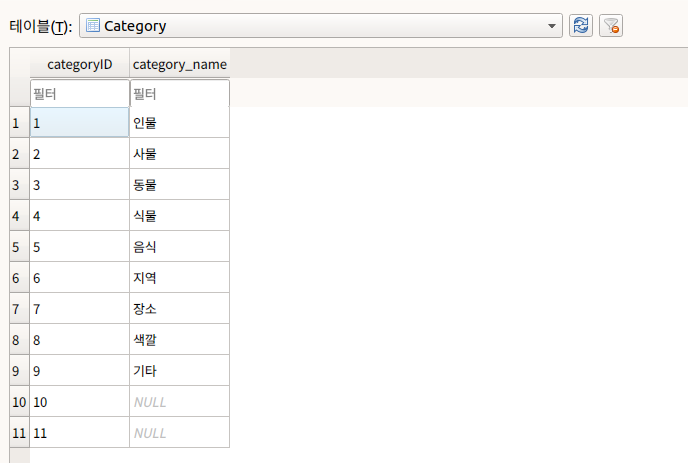 테이블(T): Category
categoryID category_name
필터 필터
1 1 인물
2 2 사물
3 3 동물
4 4 식물
5 5 음식
6 6 지역
7 7 장소
8 8 색깔
9 9 기타
10 10 NULL
11 11 NULL